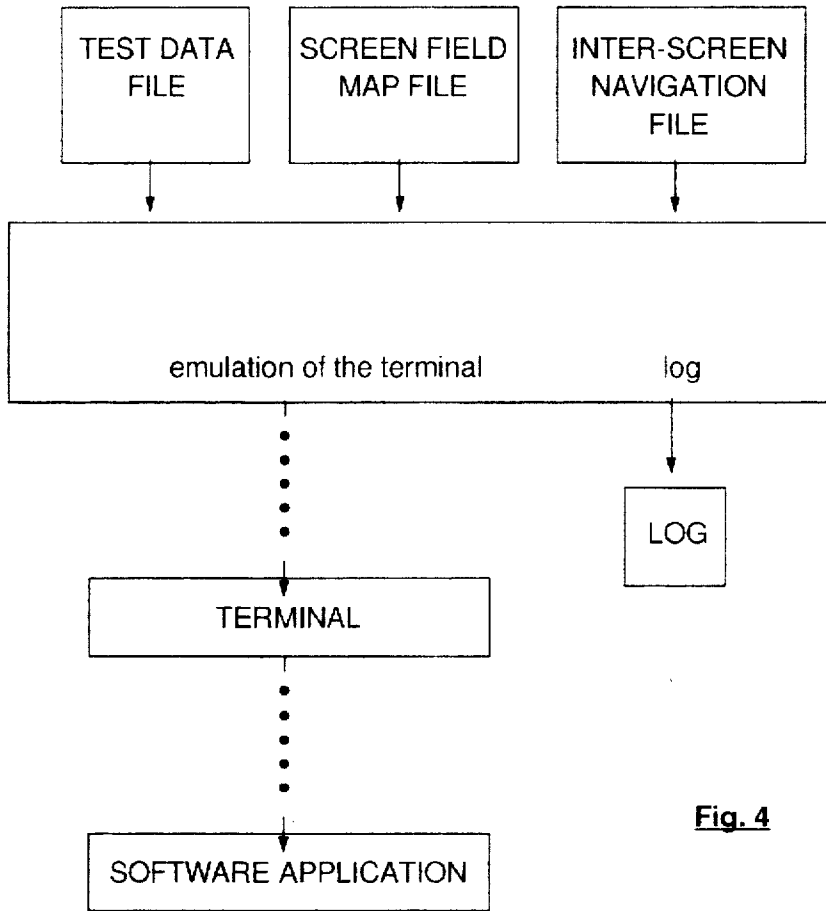 TEST DATA
FILE
SCREEN FIELD
MAP FILE
INTER-SCREEN
NAVIGATION
FILE
emulation of the terminal
log
LOG
TERMINAL
Fig. 4
SOFTWARE APPLICATION